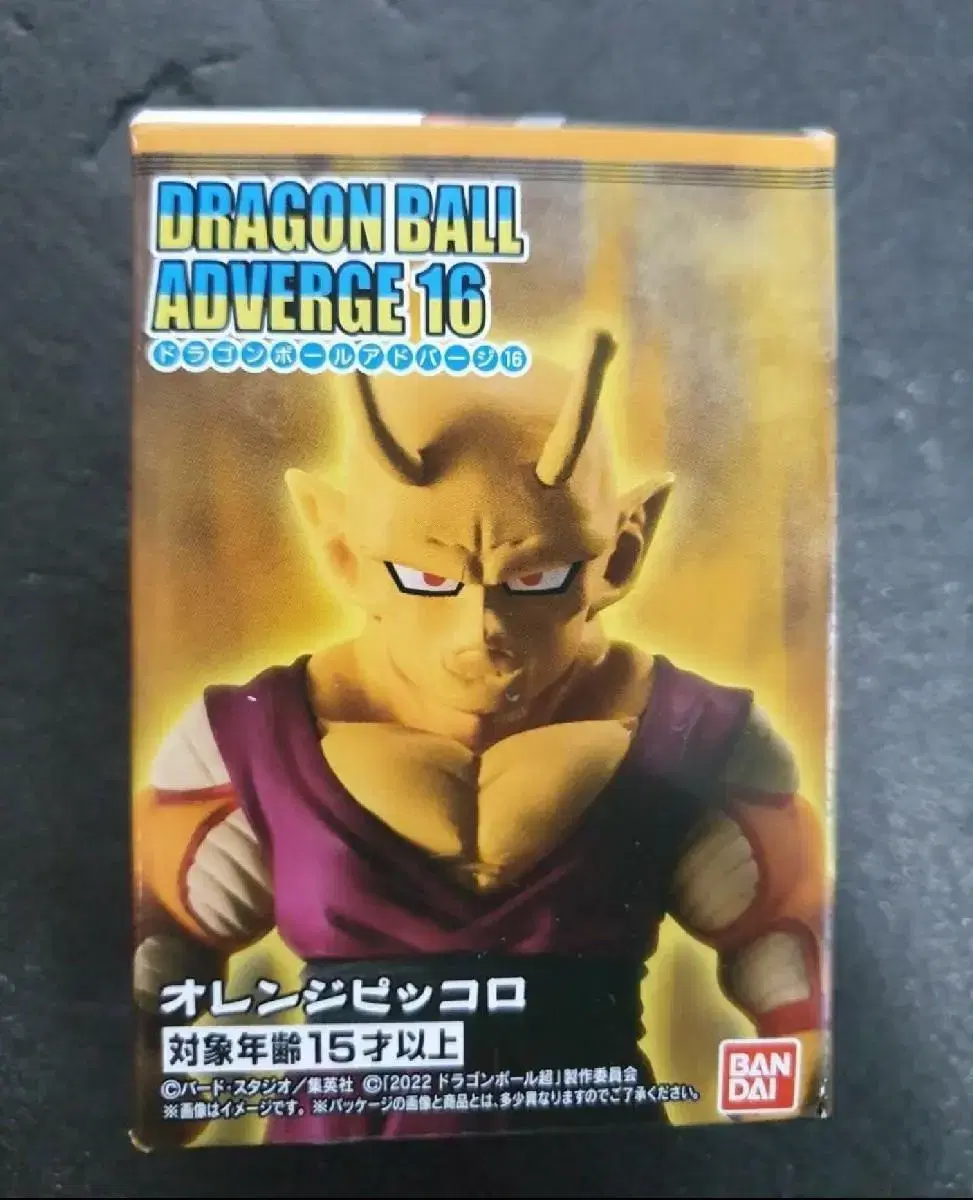 DRAGON BALL
ADVERGE 16
ドラゴンボールアドバージ16
オレンジピッコロ
対象年齢15才以上
©バード・スタジオ/集英社 ©「2022 ドラゴンボール超」製作委員会
※画像はイメージです。※パッケージの画像と商品とは、多少異なりますのでご了承ください。
BAN
DAI